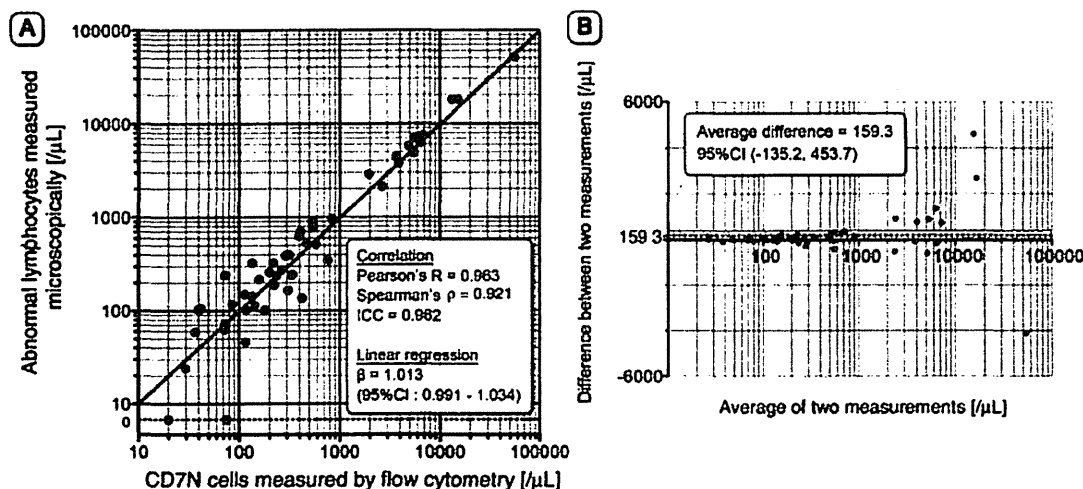 A
Abnormal lymphocytes measured
microscopically [/μL]
100000
10000
1000
100
10
0
Correlation
Pearson's R = 0.963
Spearman's ρ = 0.921
ICC = 0.962
Linear regression
β = 1.013
(95%CI : 0.991 - 1.034)
10 100 1000 10000 100000
CD7N cells measured by flow cytometry [/μL]
B
Difference between two measurements [/μL]
6000
Average difference = 159.3
95%CI (-135.2, 453.7)
159.3
100 1000 10000 100000
-6000
Average of two measurements [/μL]